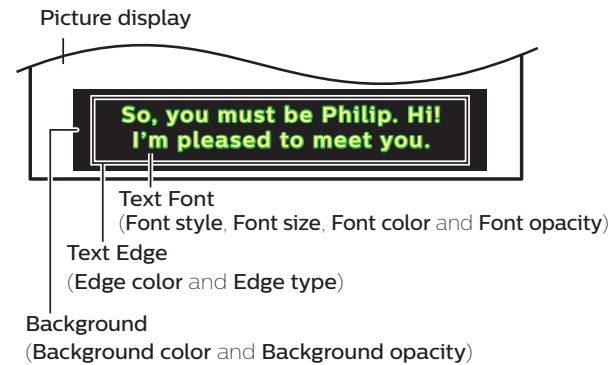 Picture display
So, you must be Philip. Hi!
I'm pleased to meet you.
Text Font
(Font style, Font size, Font color and Font opacity)
Text Edge
(Edge color and Edge type)
Background
(Background color and Background opacity)